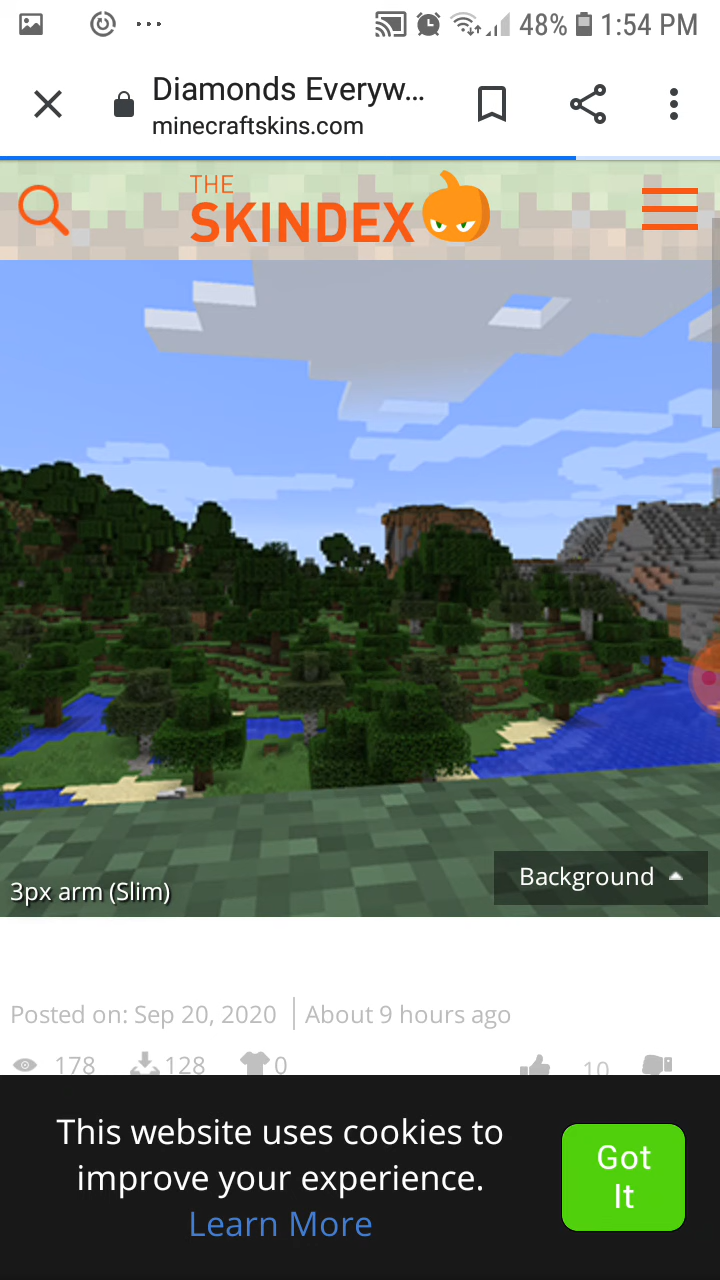 48% 1:54 PM
Diamonds Everyw...
minecraftskins.com
THE
SKINDEX
3px arm (Slim)
Background
Posted on: Sep 20, 2020 | About 9 hours ago
178 128 0 10
This website uses cookies to
improve your experience.
Learn More
Got
It